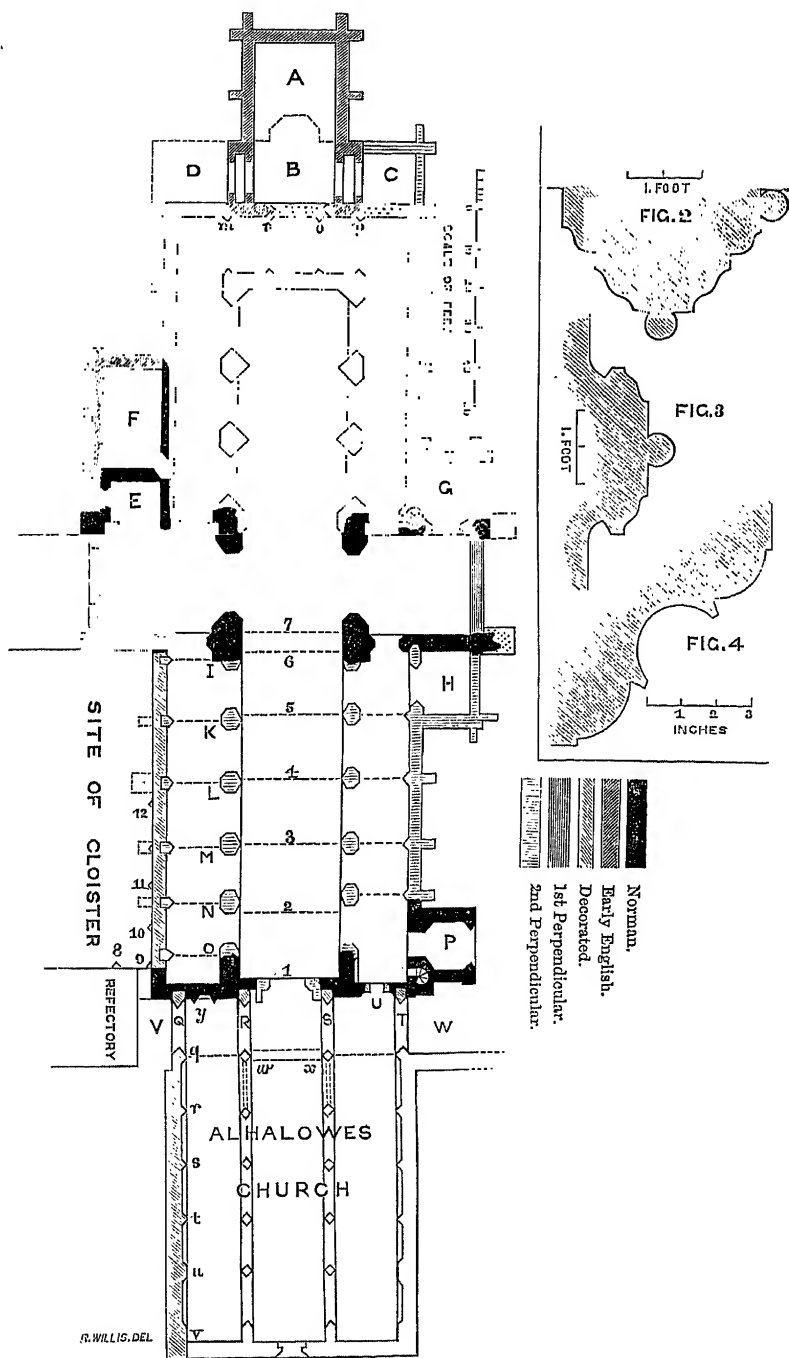 A
D
B
C
m
n
o
p
SCALE OF FEET
F
E
G
7
I
6
H
K
5
L
4
12
M
3
11
N
2
10
O
P
8
9
1
SITE OF CLOISTER
REFECTORY
V
Q
y
R
S
U
T
W
q
w
x
r
ALHALOWES
s
CHURCH
t
u
v
R.WILLIS.DEL
1.FOOT
FIG.2
FIG.3
1.FOOT
FIG.4
1 2 3
INCHES
Norman.
Early English.
Decorated.
1st Perpendicular.
2nd Perpendicular.